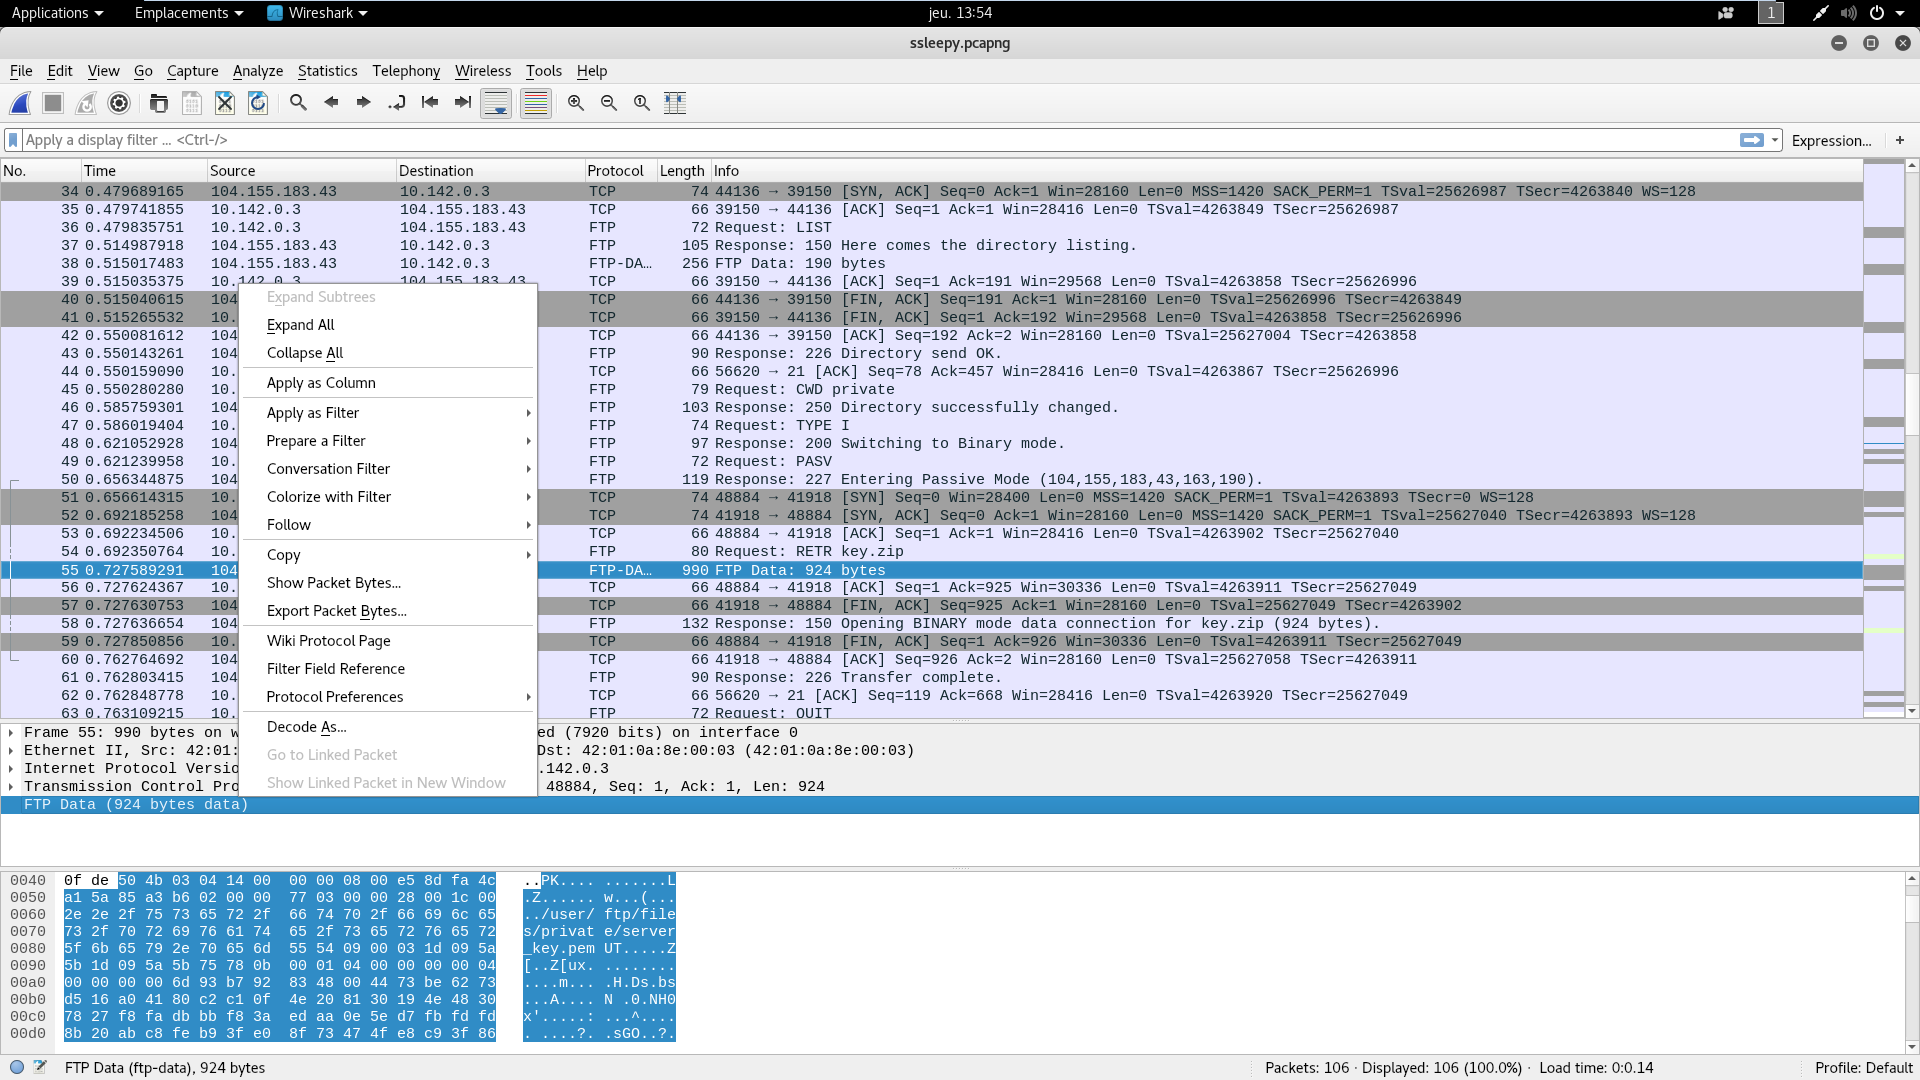 Applications Emplacements Wireshark jeu. 13:54 1
ssleepy.pcapng
File Edit View Go Capture Analyze Statistics Telephony Wireless Tools Help
Apply a display filter ... <Ctrl-/> Expression... +
No. Time Source Destination Protocol Length Info
34 0.479689165 104.155.183.43 10.142.0.3 TCP 74 44136 → 39150 [SYN, ACK] Seq=0 Ack=1 Win=28160 Len=0 MSS=1420 SACK_PERM=1 TSval=25626987 TSecr=4263840 WS=128
35 0.479741855 10.142.0.3 104.155.183.43 TCP 66 39150 → 44136 [ACK] Seq=1 Ack=1 Win=28416 Len=0 TSval=4263849 TSecr=25626987
36 0.479835751 10.142.0.3 104.155.183.43 FTP 72 Request: LIST
37 0.514987918 104.155.183.43 10.142.0.3 FTP 105 Response: 150 Here comes the directory listing.
38 0.515017483 104.155.183.43 10.142.0.3 FTP-DA… 256 FTP Data: 190 bytes
39 0.515035375 10.142.0.3 104.155.183.43 TCP 66 39150 → 44136 [ACK] Seq=1 Ack=191 Win=29568 Len=0 TSval=4263858 TSecr=25626996
40 0.515040615 104 TCP 66 44136 → 39150 [FIN, ACK] Seq=191 Ack=1 Win=28160 Len=0 TSval=25626996 TSecr=4263849
41 0.515265532 10. TCP 66 39150 → 44136 [FIN, ACK] Seq=1 Ack=192 Win=29568 Len=0 TSval=4263858 TSecr=25626996
42 0.550081612 104 TCP 66 44136 → 39150 [ACK] Seq=192 Ack=2 Win=28160 Len=0 TSval=25627004 TSecr=4263858
43 0.550143261 104 FTP 90 Response: 226 Directory send OK.
44 0.550159090 10. TCP 66 56620 → 21 [ACK] Seq=78 Ack=457 Win=28416 Len=0 TSval=4263867 TSecr=25626996
45 0.550280280 10. FTP 79 Request: CWD private
46 0.585759301 104 FTP 103 Response: 250 Directory successfully changed.
47 0.586019404 10. FTP 74 Request: TYPE I
48 0.621052928 104 FTP 97 Response: 200 Switching to Binary mode.
49 0.621239958 10. FTP 72 Request: PASV
50 0.656344875 104 FTP 119 Response: 227 Entering Passive Mode (104,155,183,43,163,190).
51 0.656614315 10. TCP 74 48884 → 41918 [SYN] Seq=0 Win=28400 Len=0 MSS=1420 SACK_PERM=1 TSval=4263893 TSecr=0 WS=128
52 0.692185258 104 TCP 74 41918 → 48884 [SYN, ACK] Seq=0 Ack=1 Win=28160 Len=0 MSS=1420 SACK_PERM=1 TSval=25627040 TSecr=4263893 WS=128
53 0.692234506 10. TCP 66 48884 → 41918 [ACK] Seq=1 Ack=1 Win=28416 Len=0 TSval=4263902 TSecr=25627040
54 0.692350764 10. FTP 80 Request: RETR key.zip
55 0.727589291 104 FTP-DA… 990 FTP Data: 924 bytes
56 0.727624367 10. TCP 66 48884 → 41918 [ACK] Seq=1 Ack=925 Win=30336 Len=0 TSval=4263911 TSecr=25627049
57 0.727630753 104 TCP 66 41918 → 48884 [FIN, ACK] Seq=925 Ack=1 Win=28160 Len=0 TSval=25627049 TSecr=4263902
58 0.727636654 104 FTP 132 Response: 150 Opening BINARY mode data connection for key.zip (924 bytes).
59 0.727850856 10. TCP 66 48884 → 41918 [FIN, ACK] Seq=1 Ack=926 Win=30336 Len=0 TSval=4263911 TSecr=25627049
60 0.762764692 104 TCP 66 41918 → 48884 [ACK] Seq=926 Ack=2 Win=28160 Len=0 TSval=25627058 TSecr=4263911
61 0.762803415 104 FTP 90 Response: 226 Transfer complete.
62 0.762848778 10. TCP 66 56620 → 21 [ACK] Seq=119 Ack=668 Win=28416 Len=0 TSval=4263920 TSecr=25627049
63 0.763109215 10. FTP 72 Request: QUIT
Expand Subtrees
Expand All
Collapse All
Apply as Column
Apply as Filter
Prepare a Filter
Conversation Filter
Colorize with Filter
Follow
Copy
Show Packet Bytes...
Export Packet Bytes...
Wiki Protocol Page
Filter Field Reference
Protocol Preferences
Decode As...
Go to Linked Packet
Show Linked Packet in New Window
Frame 55: 990 bytes on w ed (7920 bits) on interface 0
Ethernet II, Src: 42:01: Dst: 42:01:0a:8e:00:03 (42:01:0a:8e:00:03)
Internet Protocol Versio .142.0.3
Transmission Control Pro 48884, Seq: 1, Ack: 1, Len: 924
FTP Data (924 bytes data)
0040 0f de 50 4b 03 04 14 00 00 00 08 00 e5 8d fa 4c ..PK.... .......L
0050 a1 5a 85 a3 b6 02 00 00 77 03 00 00 28 00 1c 00 .Z...... w...(...
0060 2e 2e 2f 75 73 65 72 2f 66 74 70 2f 66 69 6c 65 ../user/ ftp/file
0070 73 2f 70 72 69 76 61 74 65 2f 73 65 72 76 65 72 s/privat e/server
0080 5f 6b 65 79 2e 70 65 6d 55 54 09 00 03 1d 09 5a _key.pem UT.....Z
0090 5b 1d 09 5a 5b 75 78 0b 00 01 04 00 00 00 00 04 [..Z[ux. ........
00a0 00 00 00 00 6d 93 b7 92 83 48 00 44 73 be 62 73 ....m... .H.Ds.bs
00b0 d5 16 a0 41 80 c2 c1 0f 4e 20 81 30 19 4e 48 30 ...A.... N .0.NH0
00c0 78 27 f8 fa db bb f8 3a ed aa 0e 5e d7 fb fd fd x'.....: ...^....
00d0 8b 20 ab c8 fe b9 3f e0 8f 73 47 4f e8 c9 3f 86 . ....?. .sGO..?.
FTP Data (ftp-data), 924 bytes Packets: 106 · Displayed: 106 (100.0%) · Load time: 0:0.14 Profile: Default